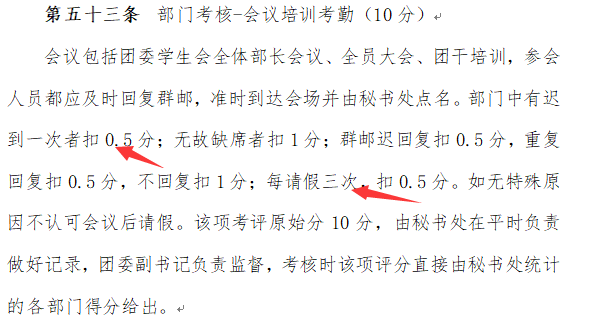 第五十三条 部门考核-会议培训考勤（10 分）
会议包括团委学生会全体部长会议、全员大会、团干培训，参会
人员都应及时回复群邮，准时到达会场并由秘书处点名。部门中有迟
到一次者扣 0.5 分；无故缺席者扣 1 分；群邮迟回复扣 0.5 分，重复
回复扣 0.5 分，不回复扣 1 分；每请假三次，扣 0.5 分。如无特殊原
因不认可会议后请假。该项考评原始分 10 分，由秘书处在平时负责
做好记录，团委副书记负责监督，考核时该项评分直接由秘书处统计
的各部门得分给出。